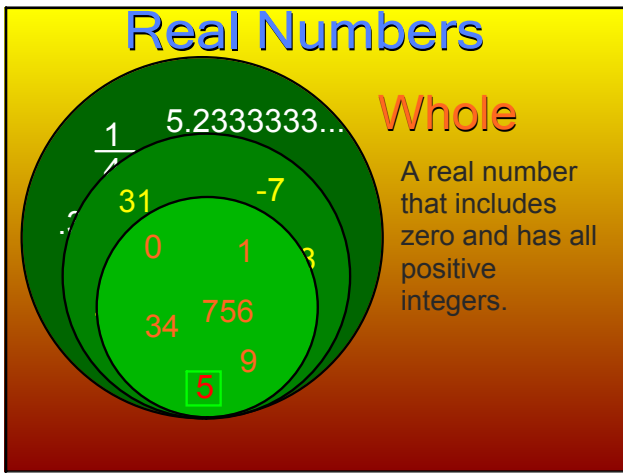 Real Numbers
5.2333333...
Whole
1
31
-7
A real number
that includes
zero and has all
positive
integers.
0
1
34
756
9
5